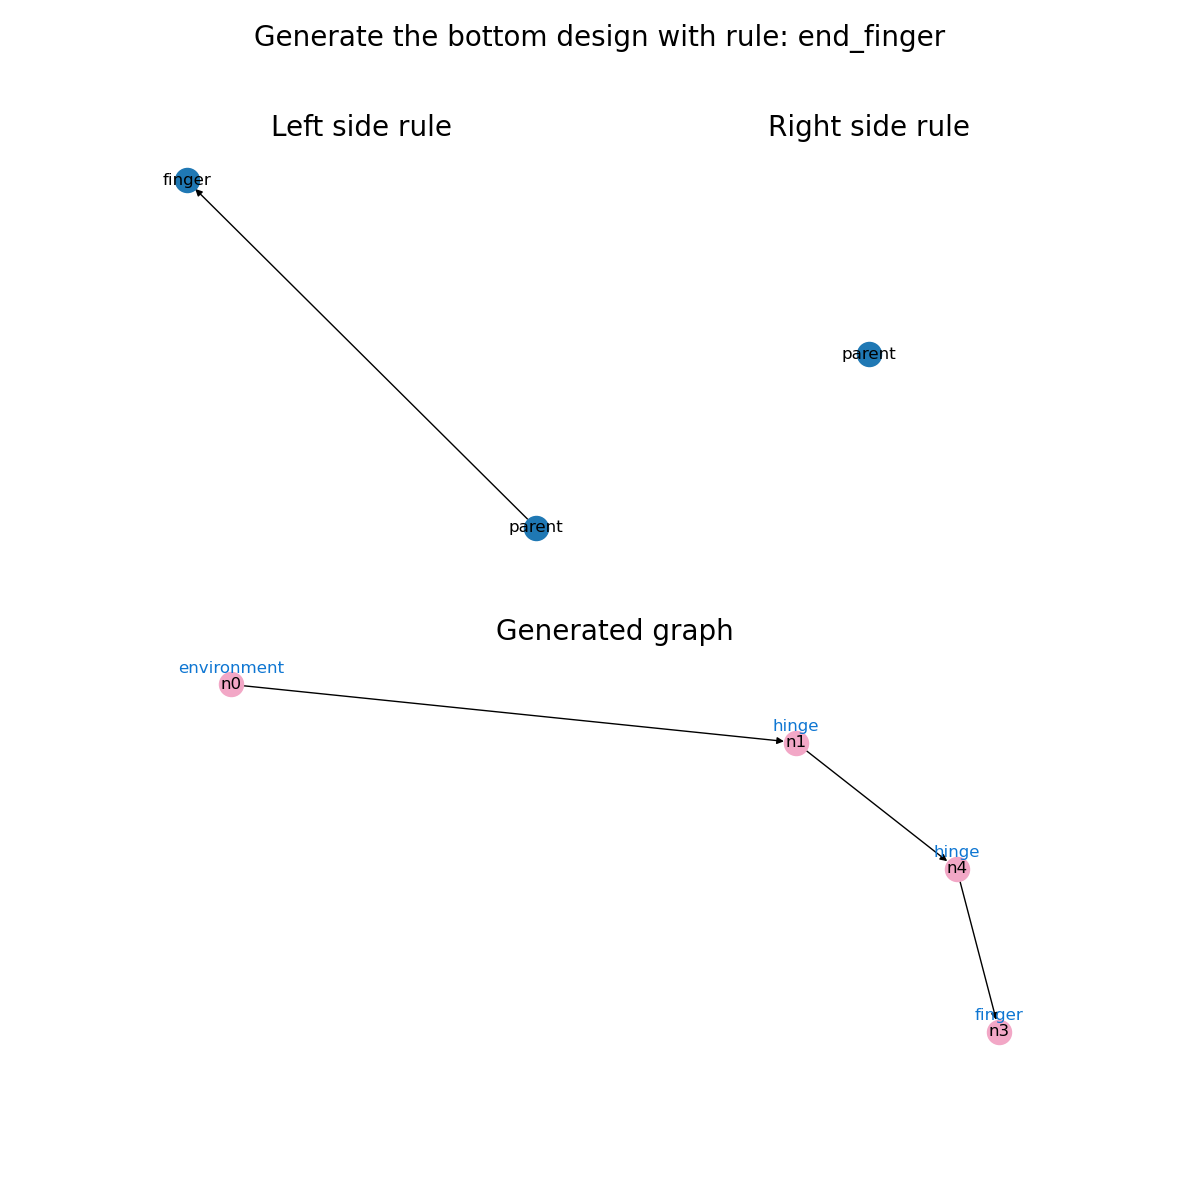 Generate the bottom design with rule: end_finger
Left side rule
Right side rule
finger
parent
parent
Generated graph
environment
n0
hinge
n1
hinge
n4
finger
n3